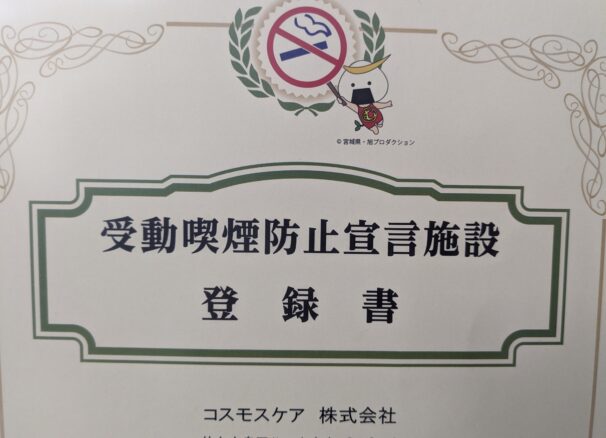 ©宮城県・旭プロダクション
受動喫煙防止宣言施設
登録書
コスモスケア 株式会社